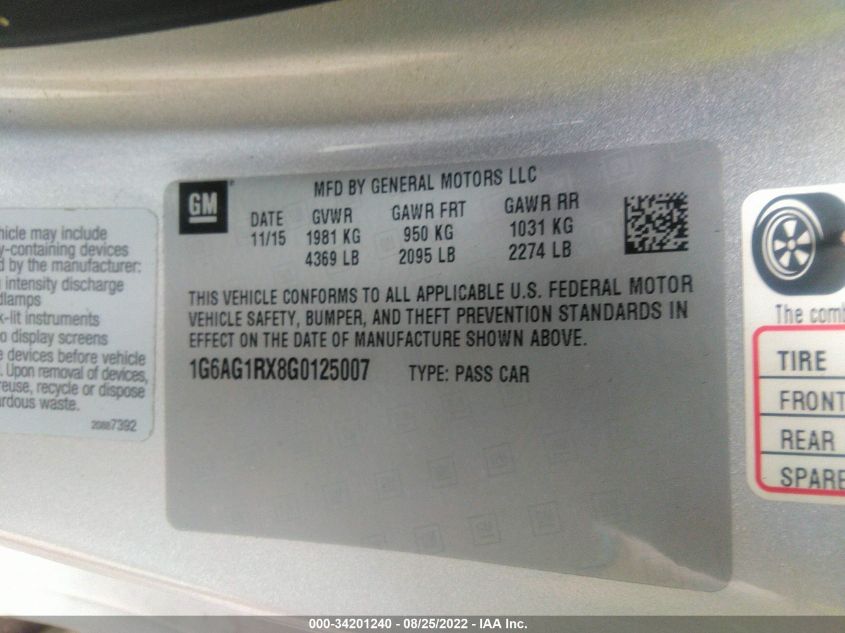 GM
MFD BY GENERAL MOTORS LLC
DATE GVWR GAWR FRT GAWR RR
11/15 1981 KG 950 KG 1031 KG
4369 LB 2095 LB 2274 LB
THIS VEHICLE CONFORMS TO ALL APPLICABLE U.S. FEDERAL MOTOR
VEHICLE SAFETY, BUMPER, AND THEFT PREVENTION STANDARDS IN
EFFECT ON THE DATE OF MANUFACTURE SHOWN ABOVE.
1G6AG1RX8G0125007 TYPE: PASS CAR
hicle may include
y-containing devices
d by the manufacturer:
intensity discharge
dlamps
k-lit instruments
o display screens
e devices before vehicle
. Upon removal of devices,
reuse, recycle or dispose
ardous waste.
20887392
The comb
TIRE
FRONT
REAR
SPARE
000-34201240 - 08/25/2022 - IAA Inc.